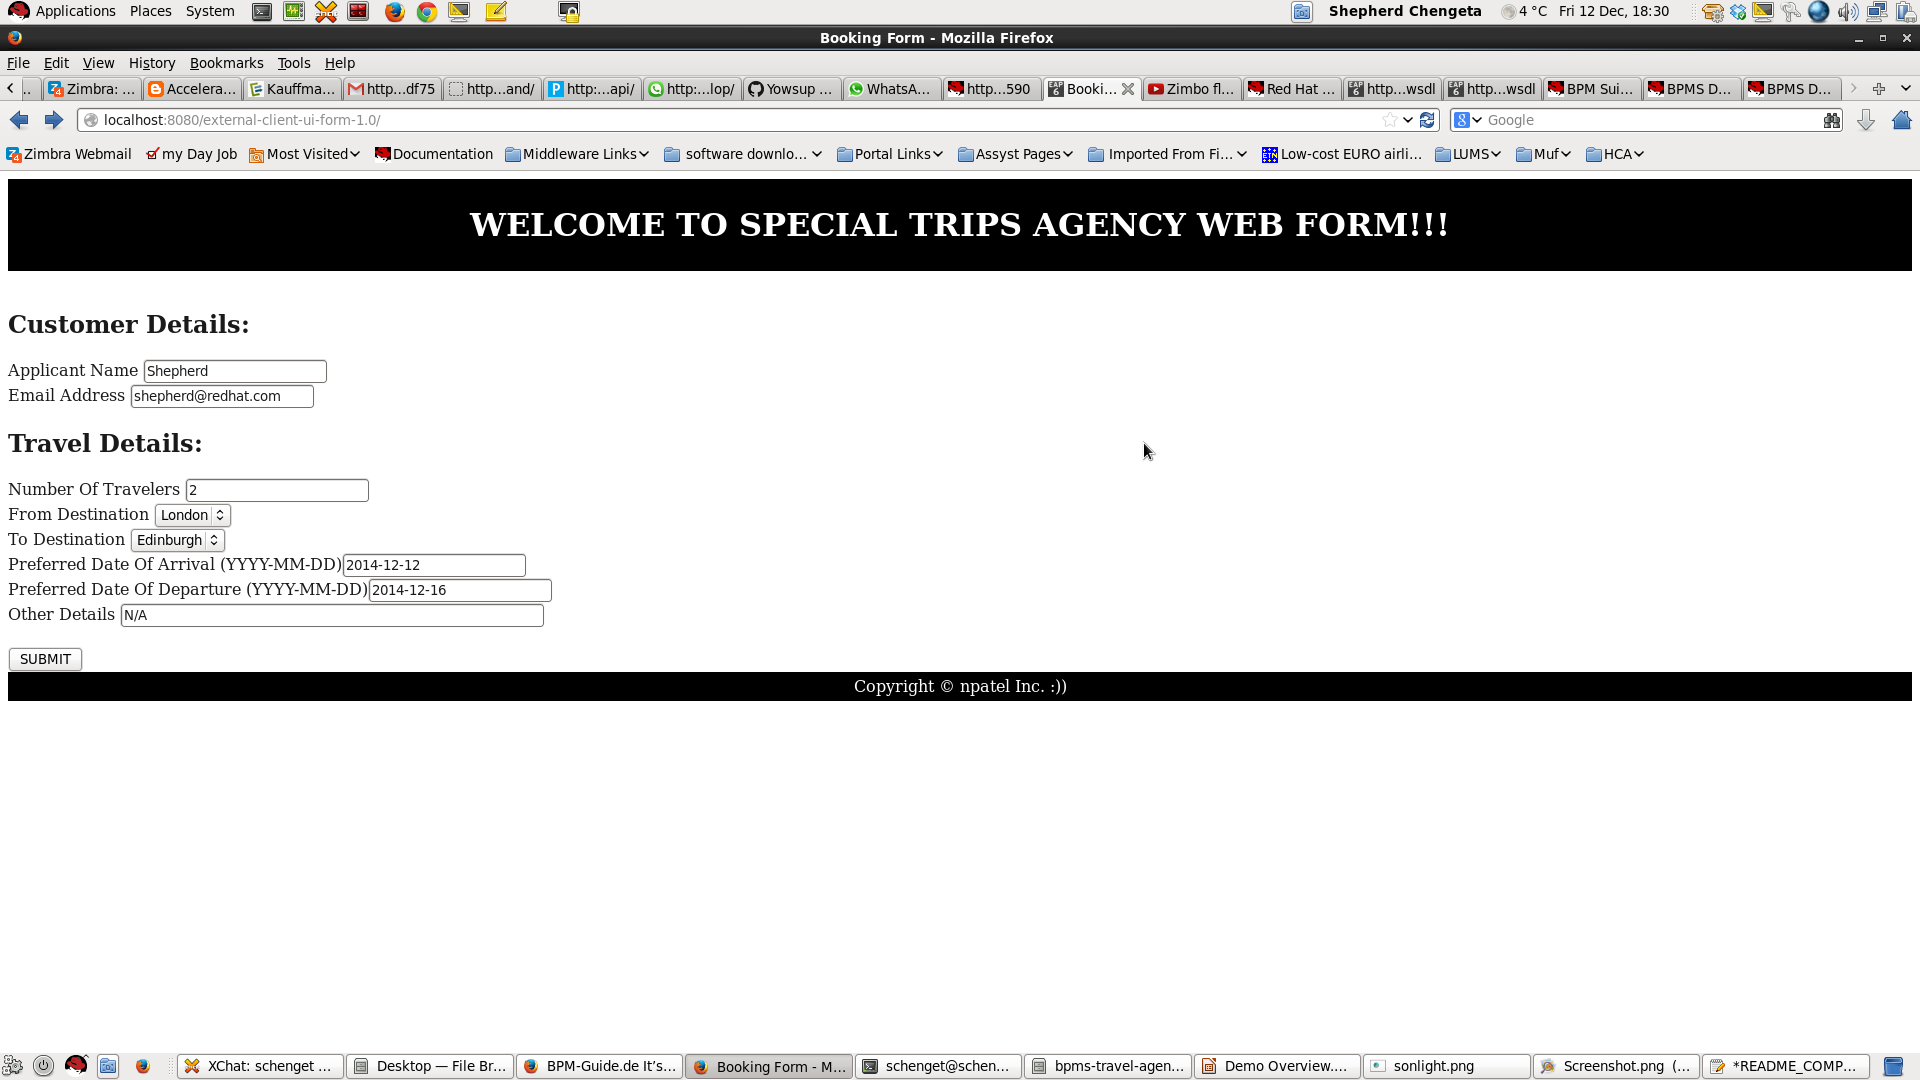 Applications Places System Shepherd Chengeta 4 °C Fri 12 Dec, 18:30
Booking Form - Mozilla Firefox
File Edit View History Bookmarks Tools Help
.. Zimbra: ... Accelera... Kauffma... http...df75 http...and/ http:...api/ http:...lop/ Yowsup ... WhatsA... http...590 Booki... Zimbo fl... Red Hat ... http...wsdl http...wsdl BPM Sui... BPMS D... BPMS D...
localhost:8080/external-client-ui-form-1.0/ Google
Zimbra Webmail my Day Job Most Visited Documentation Middleware Links software downlo... Portal Links Assyst Pages Imported From Fi... Low-cost EURO airli... LUMS Muf HCA
WELCOME TO SPECIAL TRIPS AGENCY WEB FORM!!!
Customer Details:
Applicant Name Shepherd
Email Address shepherd@redhat.com
Travel Details:
Number Of Travelers 2
From Destination London
To Destination Edinburgh
Preferred Date Of Arrival (YYYY-MM-DD) 2014-12-12
Preferred Date Of Departure (YYYY-MM-DD) 2014-12-16
Other Details N/A
SUBMIT
Copyright © npatel Inc. :))
XChat: schenget ... Desktop — File Br... BPM-Guide.de It's... Booking Form - M... schenget@schen... bpms-travel-agen... Demo Overview.... sonlight.png Screenshot.png (... *README_COMP...